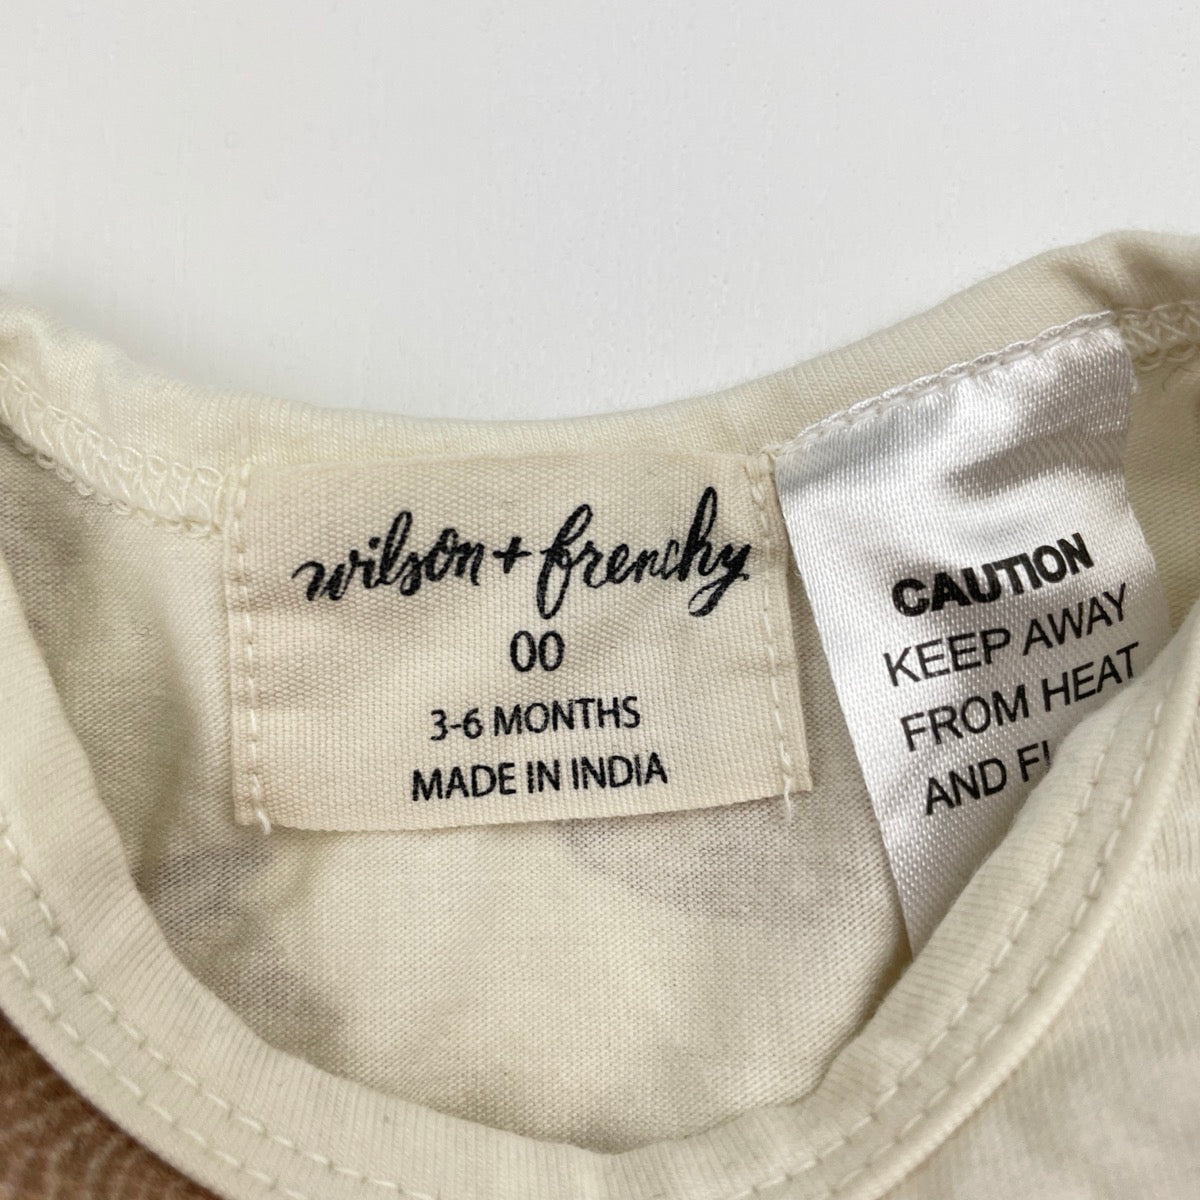 wilson + frenchy
00
3-6 MONTHS
MADE IN INDIA
CAUTION
KEEP AWAY
FROM HEAT
AND